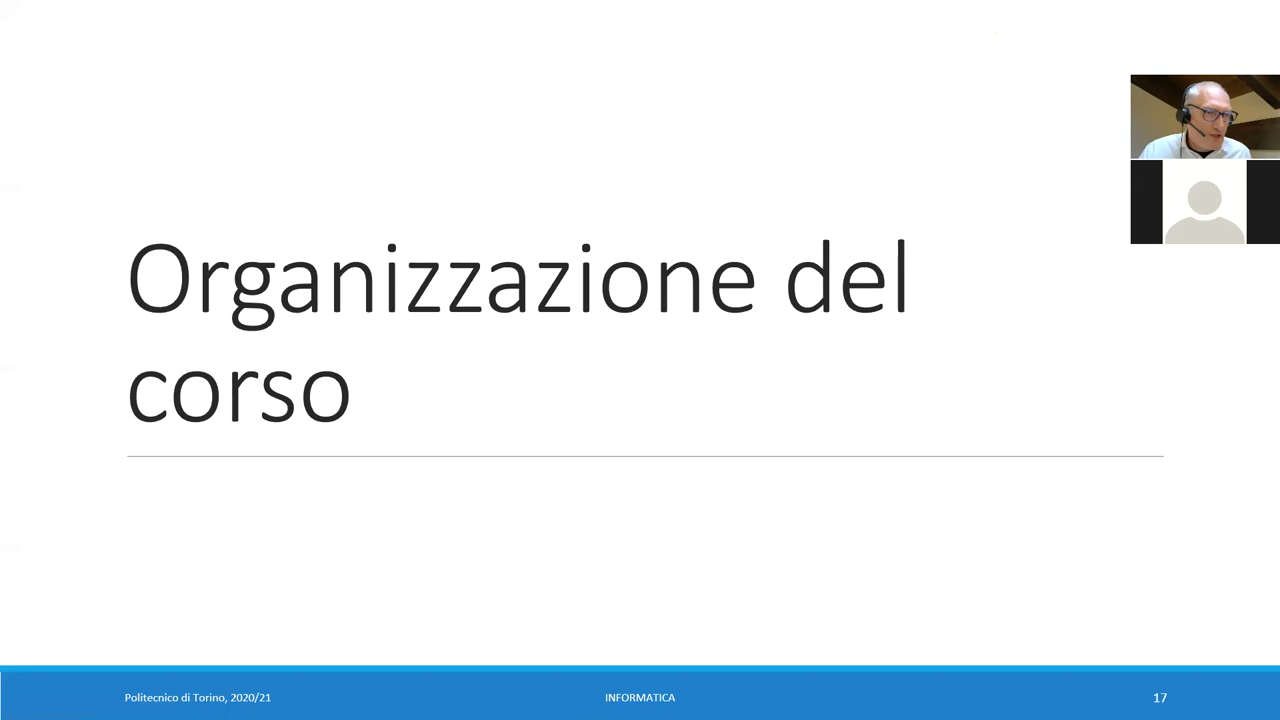 Organizzazione del
corso
Politecnico di Torino, 2020/21
INFORMATICA
17